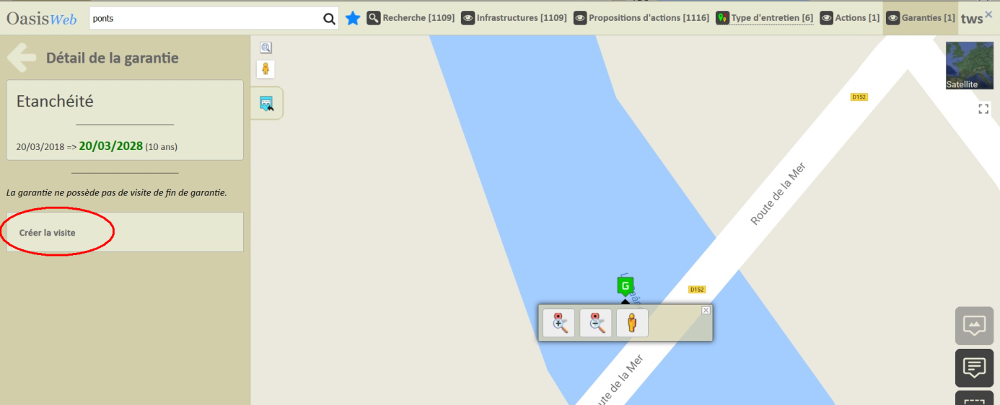 OasisWeb
ponts
Recherche [1109]
Infrastructures [1109]
Propositions d'actions [1116]
Type d'entretien [6]
Actions [1]
Garanties [1]
tws
Détail de la garantie
Etanchéité
20/03/2018 => 20/03/2028 (10 ans)
La garantie ne possède pas de visite de fin de garantie.
Créer la visite
Satellite
D152
Route de la Mer
G
D152
ute de la Mer